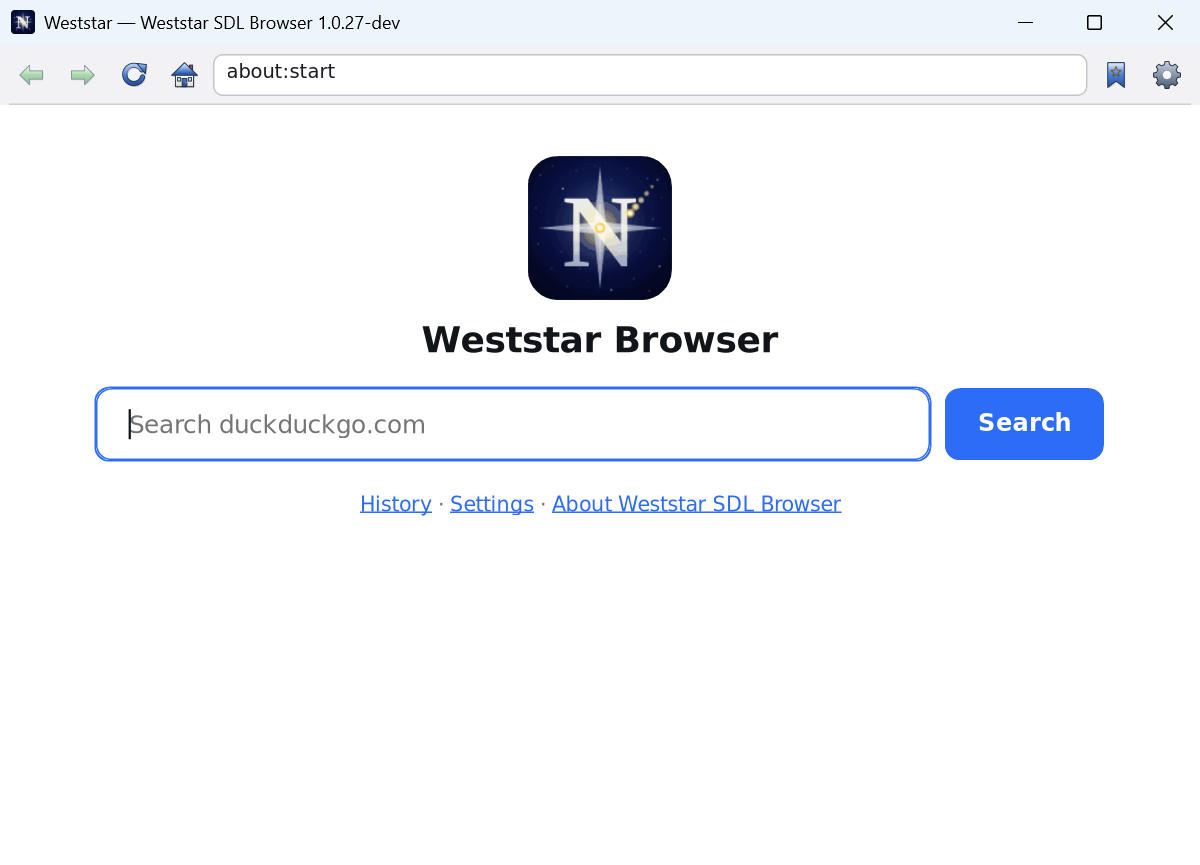 Weststar — Weststar SDL Browser 1.0.27-dev
about:start
N
Weststar Browser
Search duckduckgo.com
Search
History · Settings · About Weststar SDL Browser